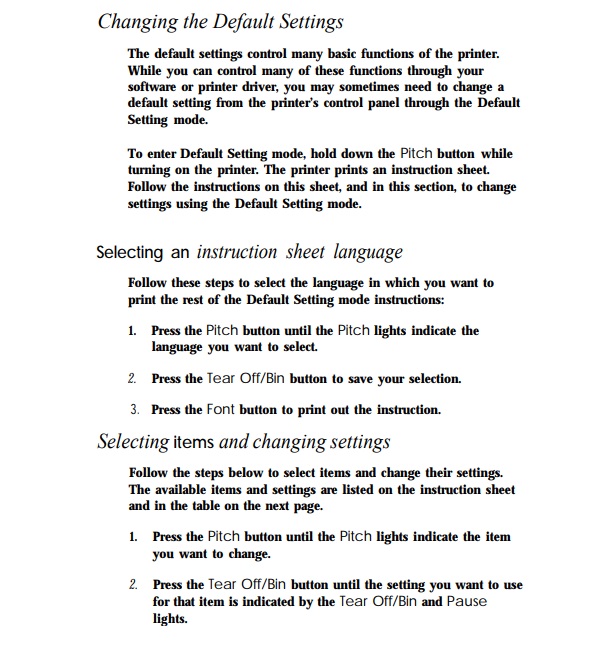 Changing the Default Settings
The default settings control many basic functions of the printer.
While you can control many of these functions through your
software or printer driver, you may sometimes need to change a
default setting from the printer's control panel through the Default
Setting mode.
To enter Default Setting mode, hold down the Pitch button while
turning on the printer. The printer prints an instruction sheet.
Follow the instructions on this sheet, and in this section, to change
settings using the Default Setting mode.
Selecting an instruction sheet language
Follow these steps to select the language in which you want to
print the rest of the Default Setting mode instructions:
1. Press the Pitch button until the Pitch lights indicate the
language you want to select.
2. Press the Tear Off/Bin button to save your selection.
3. Press the Font button to print out the instruction.
Selecting items and changing settings
Follow the steps below to select items and change their settings.
The available items and settings are listed on the instruction sheet
and in the table on the next page.
1. Press the Pitch button until the Pitch lights indicate the item
you want to change.
2. Press the Tear Off/Bin button until the setting you want to use
for that item is indicated by the Tear Off/Bin and Pause
lights.